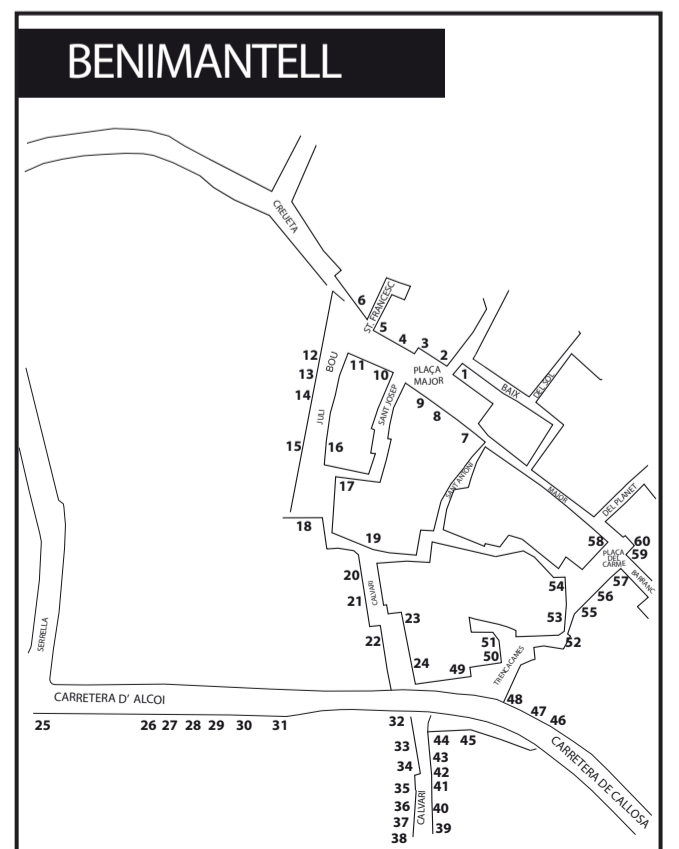 BENIMANTELL
CREUETA
6
ST. FRANCESC
5
4
3
2
1
PLAÇA
MAJOR
BAIX
DEL SOL
12
13
14
BOU
11
10
SANT JOSEP
9
8
7
JULI
15
16
SANT ANTONI
MAJOR
DEL PLANET
17
18
19
58
60
59
PLAÇA
DEL
CARME
BARRANC
57
56
55
54
53
52
20
21
CALVARI
22
23
24
49
50
51
TRENCACAMES
48
47
46
SERRELLA
CARRETERA D' ALCOI
25
26
27
28
29
30
31
32
33
34
35
36
37
38
CALVARI
44
45
43
42
41
40
39
CARRETERA DE CALLOSA